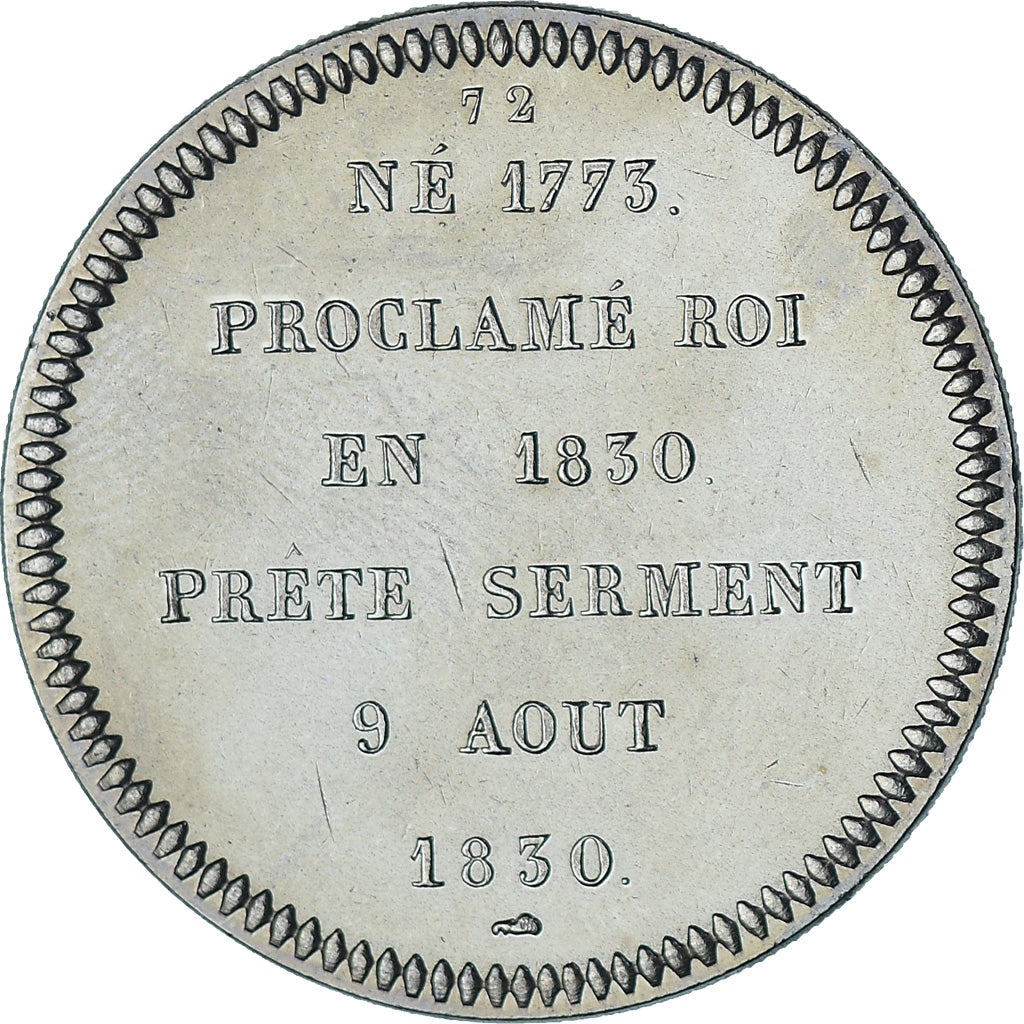 72
NÉ 1773.
PROCLAMÉ ROI
EN 1830.
PRÊTE SERMENT
9 AOUT
1830.